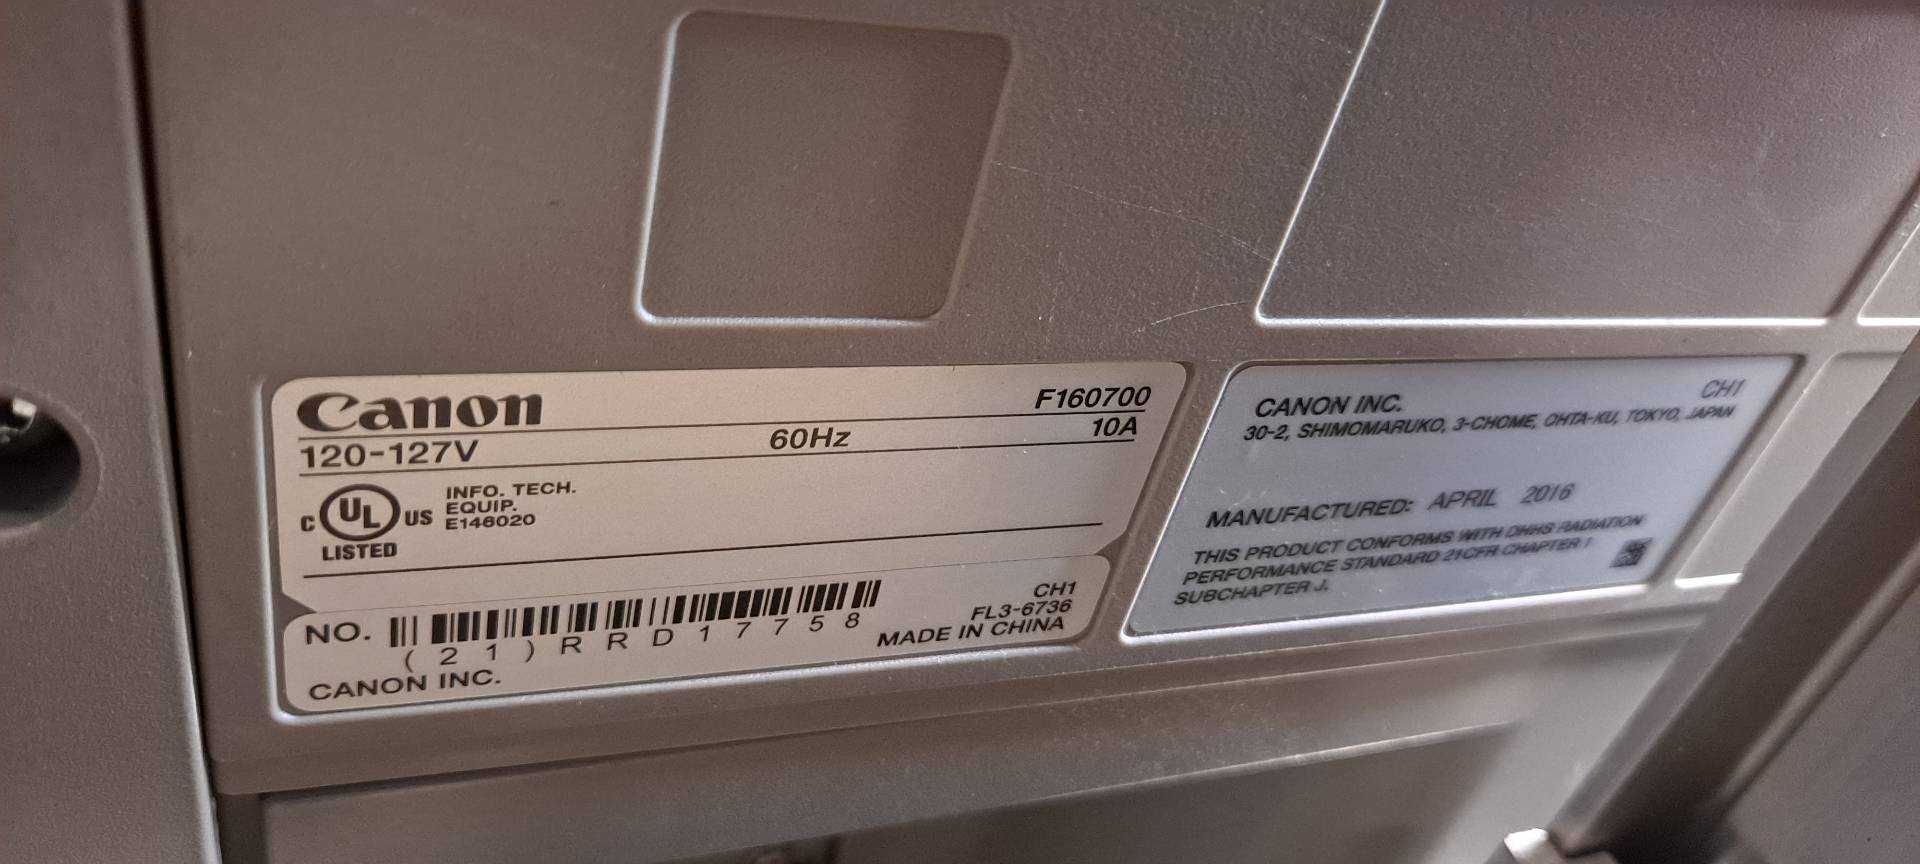 Canon
F160700
120-127V 60Hz 10A
C UL US
LISTED
INFO. TECH.
EQUIP.
E146020
NO.
(21)RRD17758
CANON INC.
CH1
FL3-6736
MADE IN CHINA
CH1
CANON INC.
30-2, SHIMOMARUKO, 3-CHOME, OHTA-KU, TOKYO, JAPAN
MANUFACTURED: APRIL 2016
THIS PRODUCT CONFORMS WITH DHHS RADIATION
PERFORMANCE STANDARD 21CFR CHAPTER 1
SUBCHAPTER J.